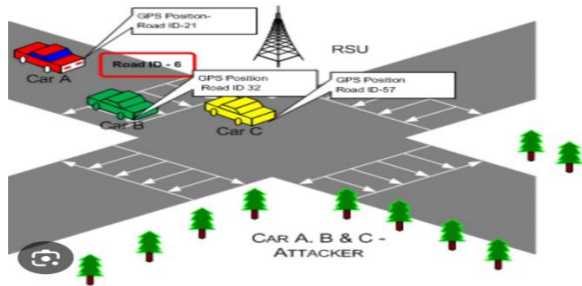 GPS Position-
Road ID-21
RSU
Road ID - 6
Car A
GPS Position
Road ID 32
GPS Position
Road ID-57
Car B
Car C
CAR A. B & C -
ATTACKER